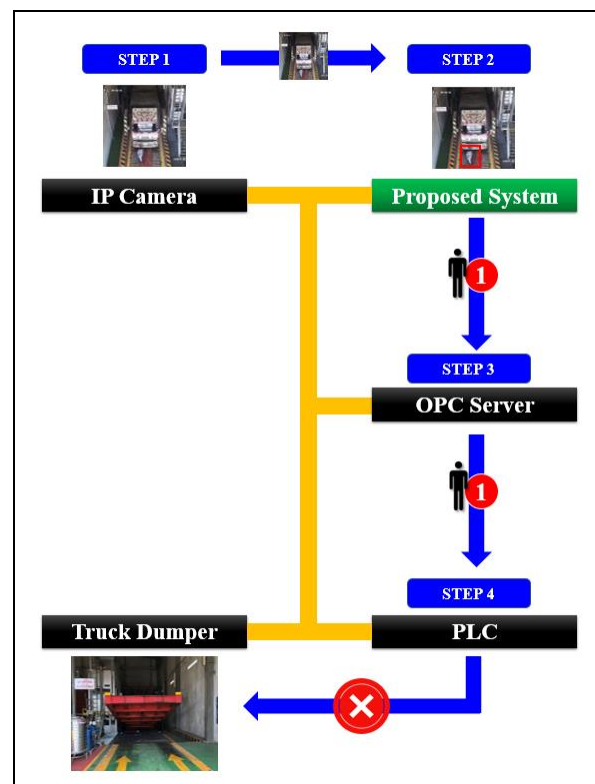 STEP 1
STEP 2
IP Camera
Proposed System
1
STEP 3
OPC Server
1
STEP 4
Truck Dumper
PLC